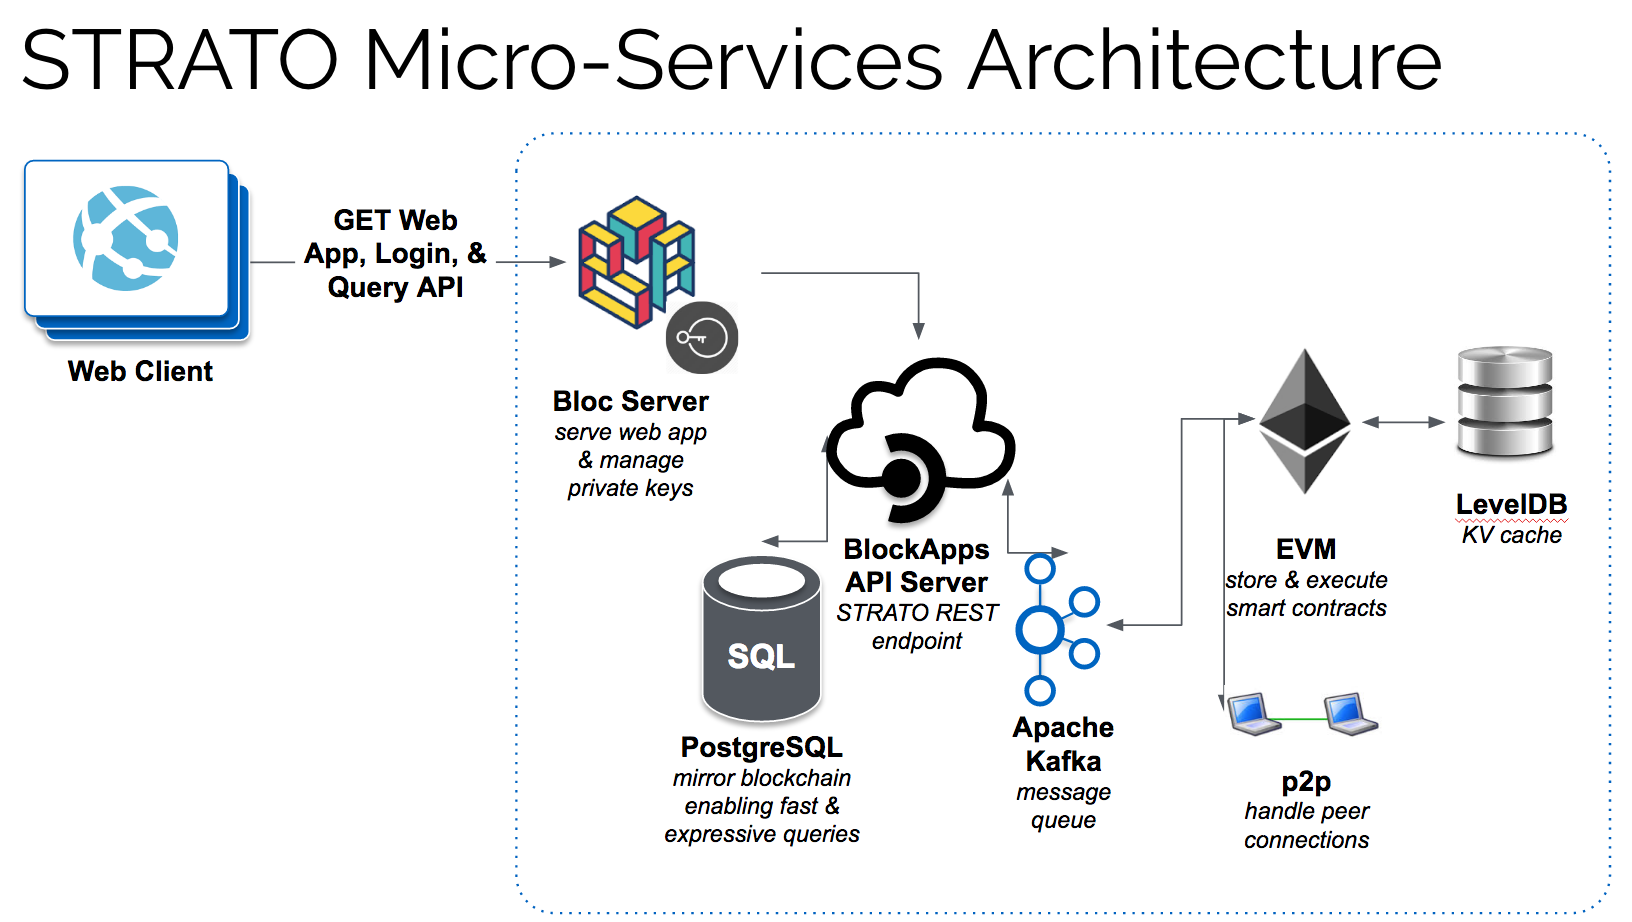 STRATO Micro-Services Architecture
GET Web
App, Login, &
Query API
Web Client
Bloc Server
serve web app
& manage
private keys
BlockApps
API Server
STRATO REST
endpoint
SQL
PostgreSQL
mirror blockchain
enabling fast &
expressive queries
Apache
Kafka
message
queue
EVM
store & execute
smart contracts
LevelDB
KV cache
p2p
handle peer
connections